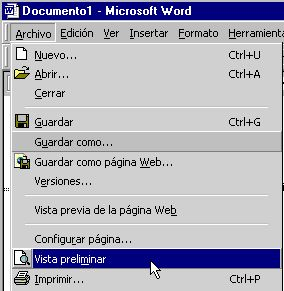 Documento1 - Microsoft Word
Archivo Edición Ver Insertar Formato Herramienta
Nuevo... Ctrl+U
Abrir... Ctrl+A
Cerrar
Guardar Ctrl+G
Guardar como...
Guardar como página Web...
Versiones...
Vista previa de la página Web
Configurar página...
Vista preliminar
Imprimir... Ctrl+P